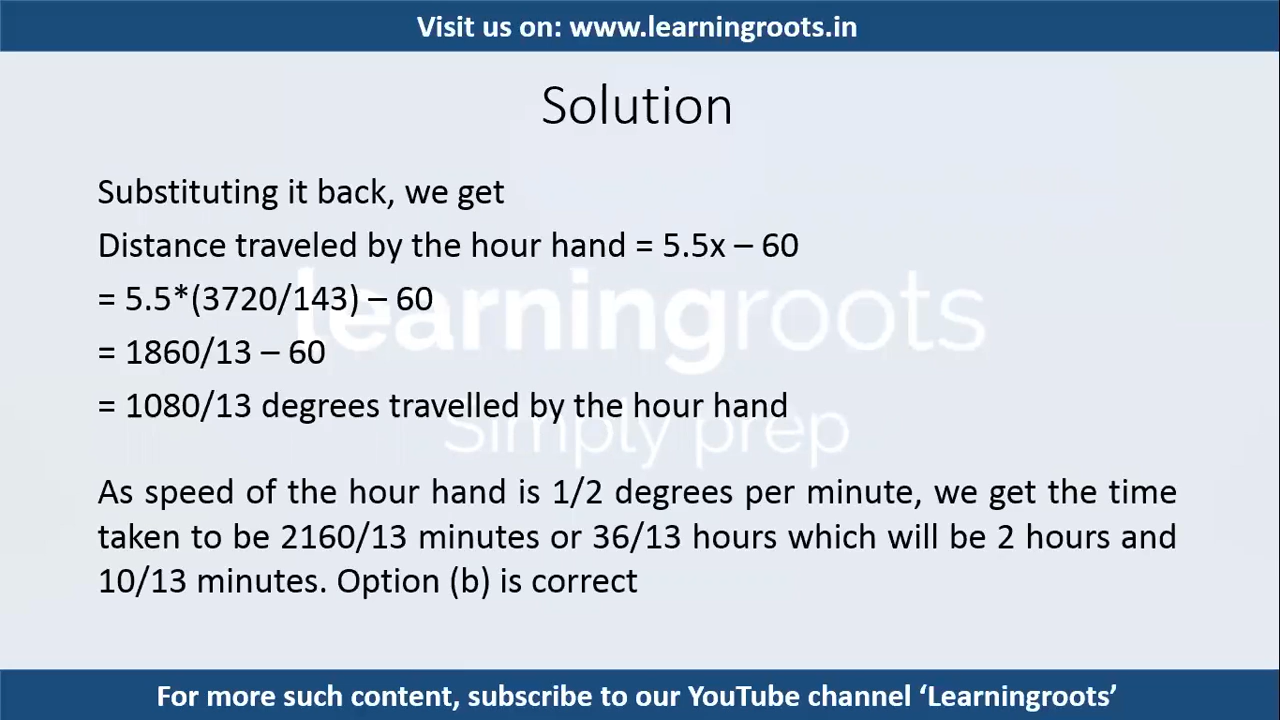 Visit us on: www.learningroots.in
Solution
Substituting it back, we get
Distance traveled by the hour hand = 5.5x – 60
= 5.5*(3720/143) – 60
= 1860/13 – 60
= 1080/13 degrees travelled by the hour hand
learningroots
Simply prep
As speed of the hour hand is 1/2 degrees per minute, we get the time
taken to be 2160/13 minutes or 36/13 hours which will be 2 hours and
10/13 minutes. Option (b) is correct
For more such content, subscribe to our YouTube channel ‘Learningroots’